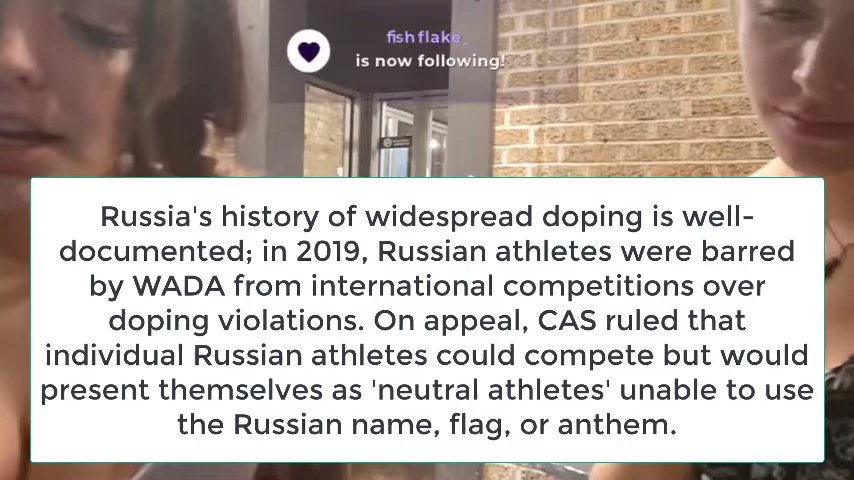 fishflake_
is now following!
Russia's history of widespread doping is well-
documented; in 2019, Russian athletes were barred
by WADA from international competitions over
doping violations. On appeal, CAS ruled that
individual Russian athletes could compete but would
present themselves as 'neutral athletes' unable to use
the Russian name, flag, or anthem.